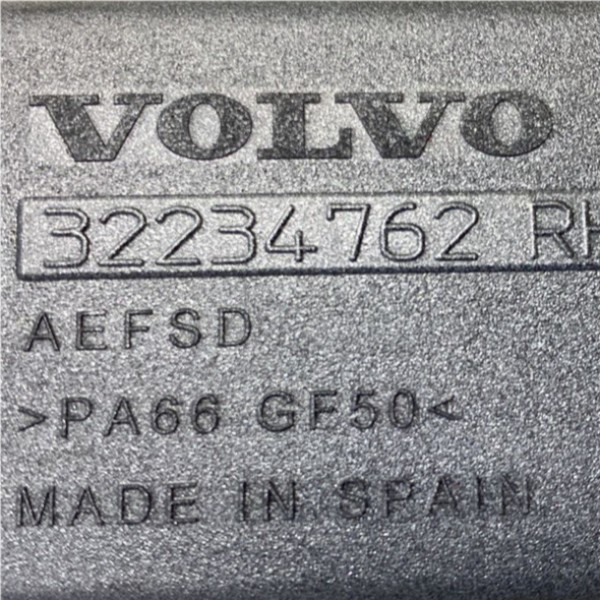 VOLVO
32234762 RH
AEFSD
>PA66 GF50<
MADE IN SPAIN